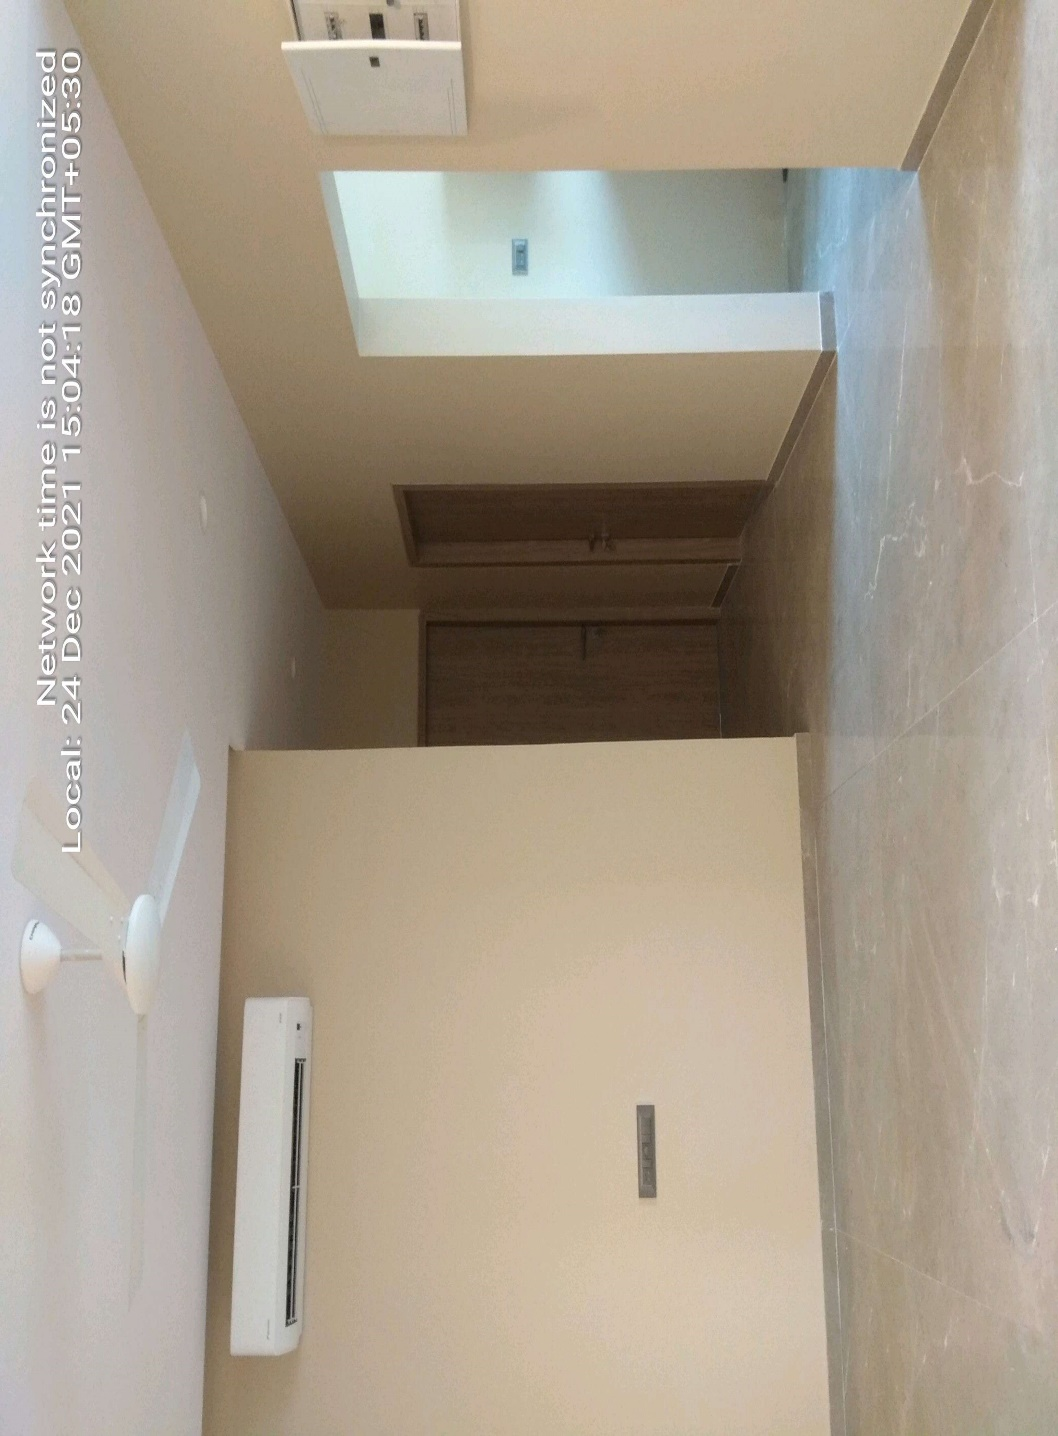 Network time is not synchronized
Local: 24 Dec 2021 15:04:18 GMT+05:30